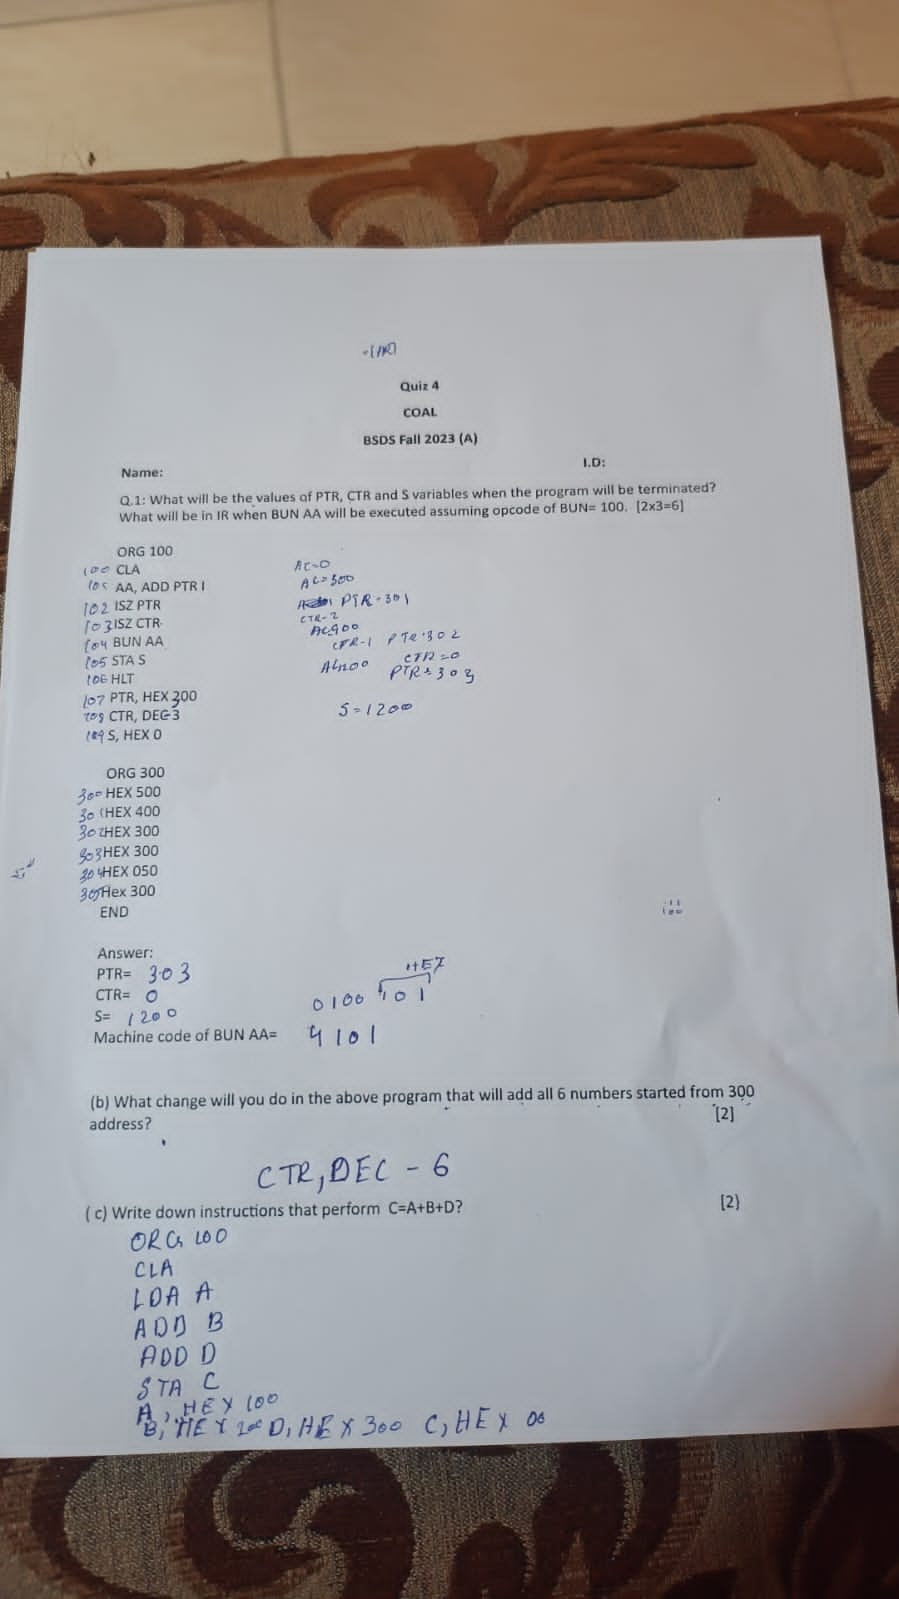 Quiz 4
COAL
BSDS Fall 2023 (A)
Name: I.D:
Q.1: What will be the values of PTR, CTR and S variables when the program will be terminated?
What will be in IR when BUN AA will be executed assuming opcode of BUN= 100. [2x3=6]
ORG 100
100 CLA AC=0
AA, ADD PTR I AC=500
102 ISZ PTR PTR=301
103 ISZ CTR CTR-2
104 BUN AA AC900 CTR-1 PTR=302
105 STA S AC1200 CTR=0
106 HLT PTR=303
107 PTR, HEX 300
108 CTR, DEC-3 S=1200
109 S, HEX 0
ORG 300
300 HEX 500
301 HEX 400
302 HEX 300
303 HEX 300
304 HEX 050
305 Hex 300
END
Answer:
PTR= 303 HEX
CTR= 0 0100 101
S= 1200
Machine code of BUN AA= 4101
(b) What change will you do in the above program that will add all 6 numbers started from 300
address? [2]
CTR, DEC - 6
( c) Write down instructions that perform C=A+B+D? [2}
ORG 100
CLA
LDA A
ADD B
ADD D
STA C
A, HEX 100
B, HEX 200 D, HEX 300 C, HEX 00